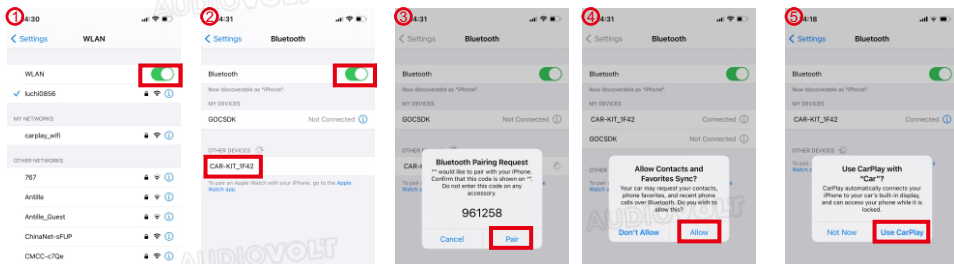 ① 4:30
Settings WLAN
WLAN
luchi0856
MY NETWORKS
carplay_wifi
OTHER NETWORKS
767
Antille
Antille_Guest
ChinaNet-sFUP
CMCC-c7Qe
② 4:31
Settings Bluetooth
Bluetooth
Now discoverable as "iPhone".
MY DEVICES
GOCSDK Not Connected
OTHER DEVICES
CAR-KIT_1F42
To pair an Apple Watch with your iPhone, go to the Apple
Watch app.
③ 4:31
Settings Bluetooth
Bluetooth
Now discoverable as "iPhone".
MY DEVICES
GOCSDK Not Connected
Bluetooth Pairing Request
"" would like to pair with your iPhone.
Confirm that this code is shown on "".
Do not enter this code on any
accessory.
961258
Cancel Pair
④ 4:31
Settings Bluetooth
Bluetooth
Now discoverable as "iPhone".
MY DEVICES
CAR-KIT_1F42 Connected
GOCSDK Not Connected
Allow Contacts and
Favorites Sync?
Your car may request your contacts,
phone favorites, and recent phone
calls over Bluetooth. Do you wish to
allow this?
Don't Allow Allow
⑤ 4:18
Settings Bluetooth
Bluetooth
Now discoverable as "iPhone".
MY DEVICES
CAR-KIT_1F42 Connected
OTHER DEVICES
Use CarPlay with
"Car"?
CarPlay automatically connects your
iPhone to your car's built-in display,
and can access your phone while it is
locked.
Not Now Use CarPlay
AUDIOVOLT
AUDIOVOLT
AUDIOVOLT